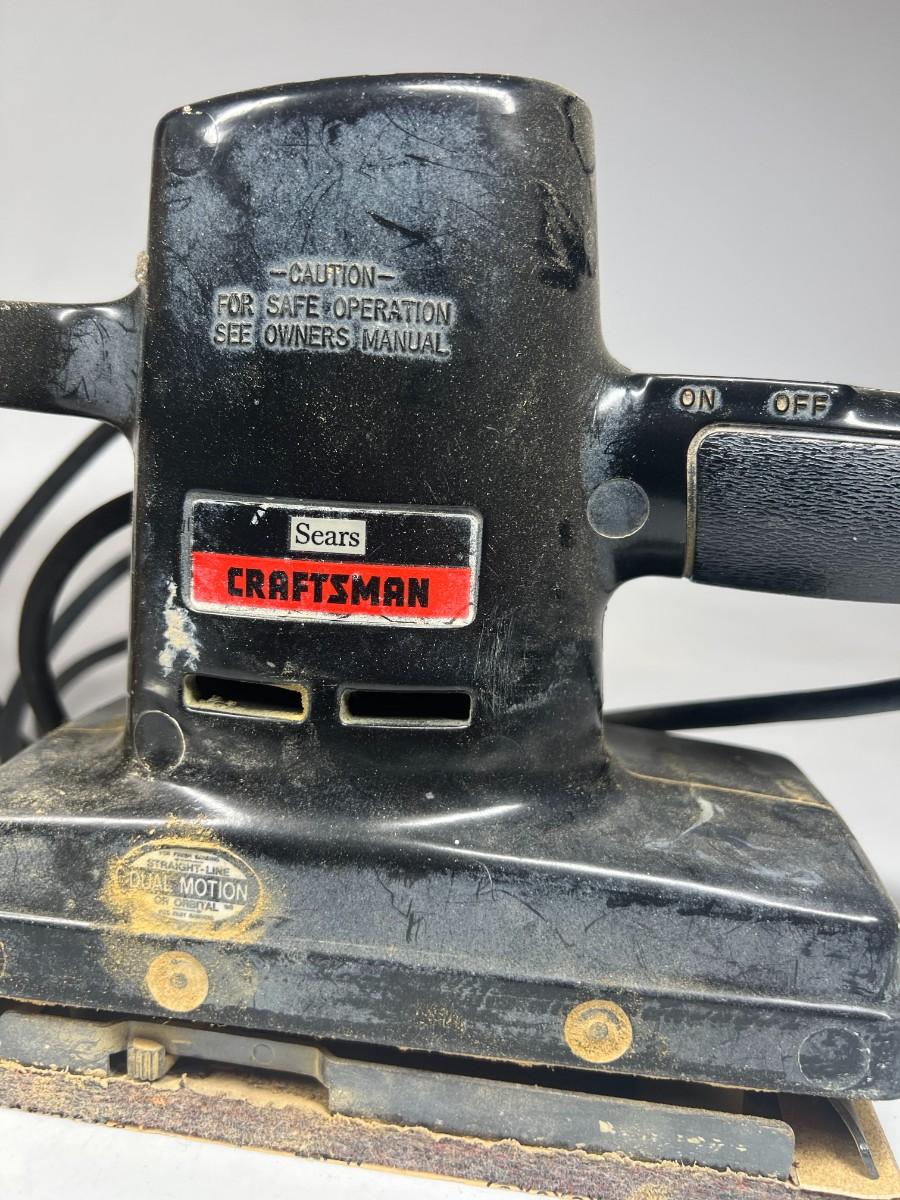 —CAUTION—
FOR SAFE OPERATION
SEE OWNERS MANUAL
ON OFF
Sears
CRAFTSMAN
STRAIGHT-LINE
DUAL MOTION
OR ORBITAL